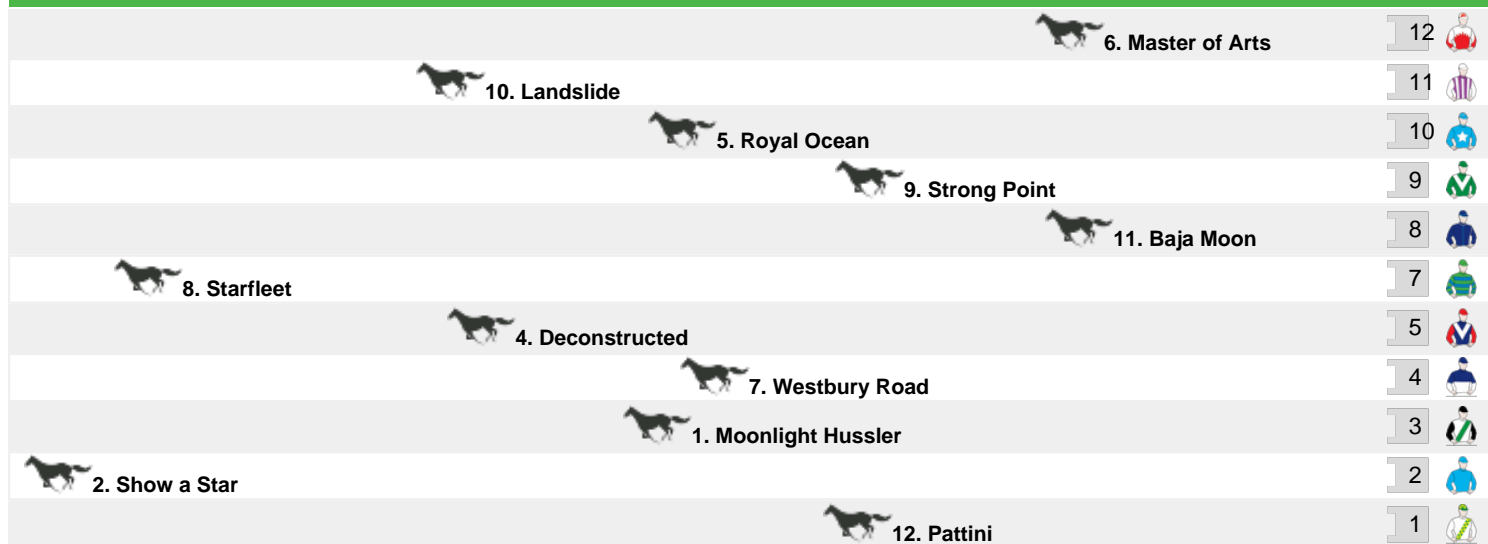 6. Master of Arts 12
10. Landslide 11
5. Royal Ocean 10
9. Strong Point 9
11. Baja Moon 8
8. Starfleet 7
4. Deconstructed 5
7. Westbury Road 4
1. Moonlight Hussler 3
2. Show a Star 2
12. Pattini 1